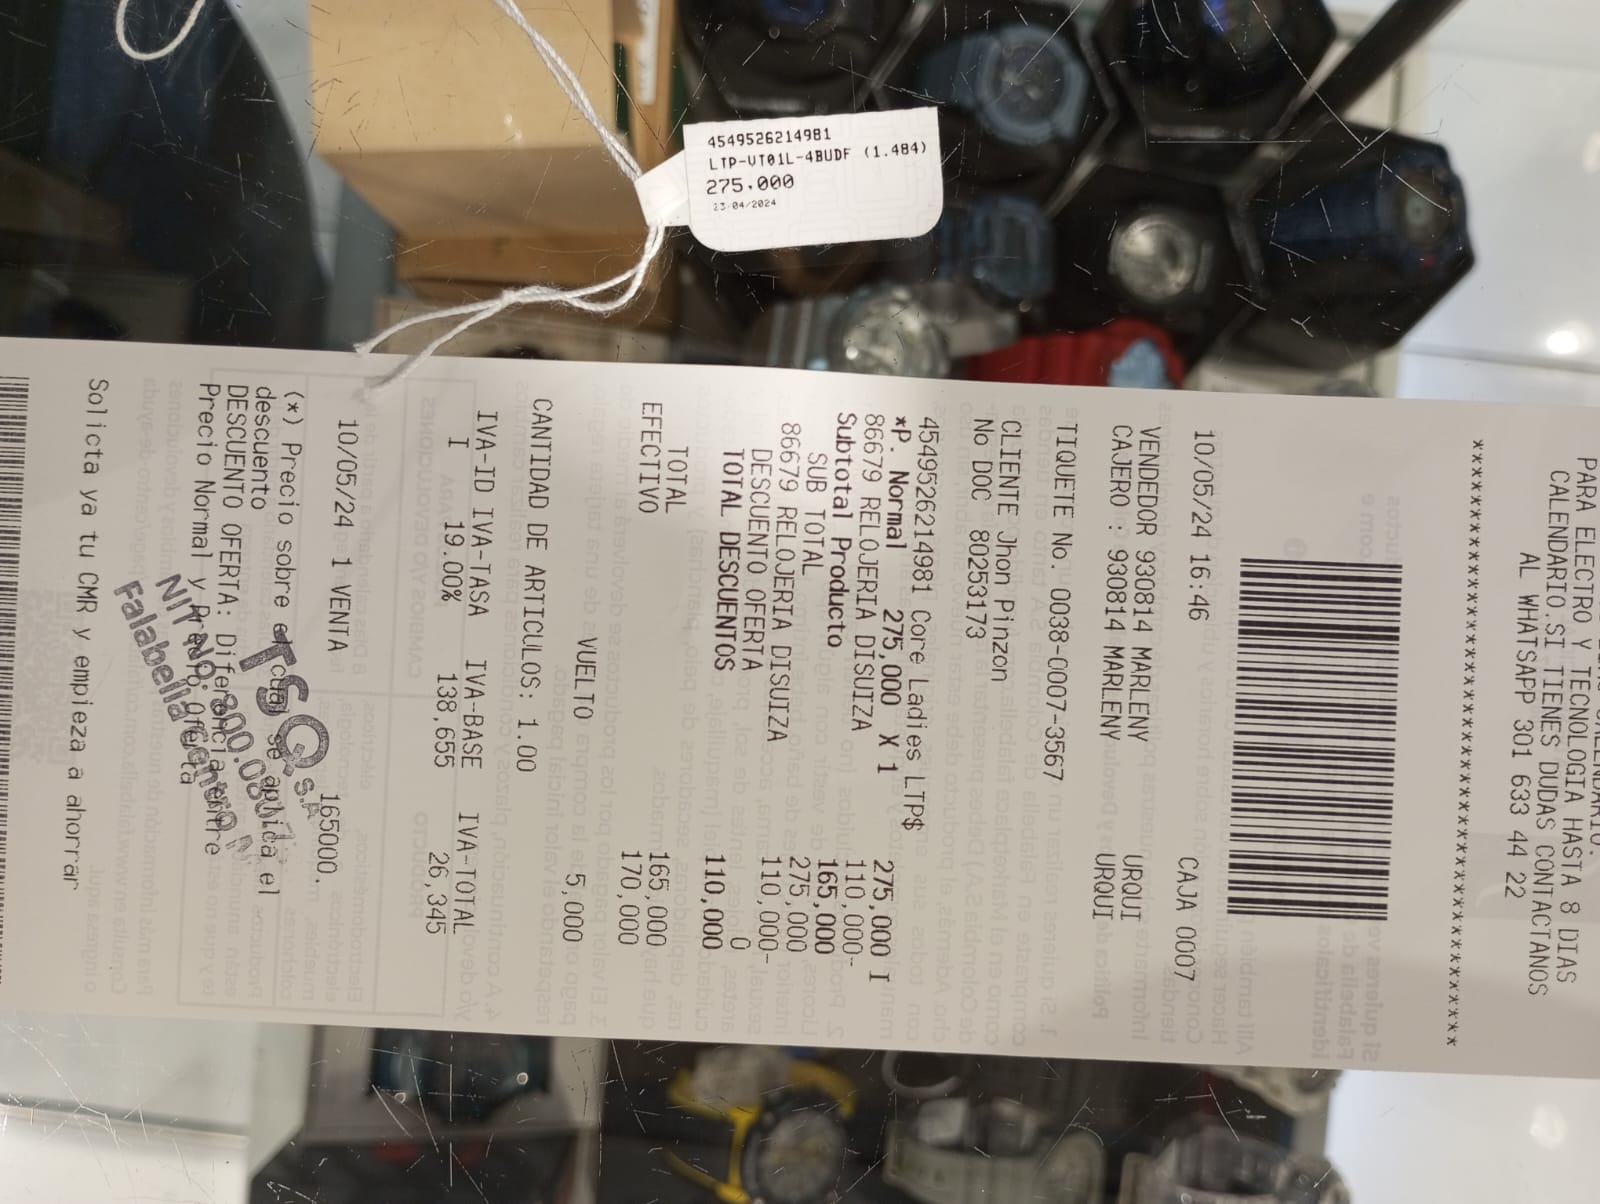 4549526214981
LTP-VT01L-4BUDF (1.484)
275.000
23/04/2024
PARA ELECTRO Y TECNOLOGIA HASTA 8 DIAS
CALENDARIO.SI TIENES DUDAS CONTACTANOS
AL WHATSAPP 301 633 44 22
****************************************
10/05/24 16:46 CAJA 0007
VENDEDOR 930814 MARLENY URQUI
CAJERO : 930814 MARLENY URQUI
TIQUETE No. 0038-0007-3567
CLIENTE Jhon Pinzon
No DOC 80253173
4549526214981 Core Ladies LTP$ 275,000 I
*P. Normal 275,000 X 1
86679 RELOJERIA DISUIZA 110,000-
Subtotal Producto 165,000
SUB TOTAL 275,000
86679 RELOJERIA DISUIZA 110,000-
DESCUENTO OFERTA 0
TOTAL DESCUENTOS 110,000
TOTAL 165,000
EFECTIVO 170,000
VUELTO 5,000
CANTIDAD DE ARTICULOS: 1.00
IVA-ID IVA-TASA IVA-BASE IVA-TOTAL
I 19.00% 138,655 26,345
10/05/24 1 VENTA 165000.
(*) Precio sobre el cual se aplica el
descuento
DESCUENTO OFERTA: Diferencia entre
Precio Normal y Precio Oferta
TSQ S.A
NIT No. 800.08
Falabella Centro
Solicta ya tu CMR y empieza a ahorrar